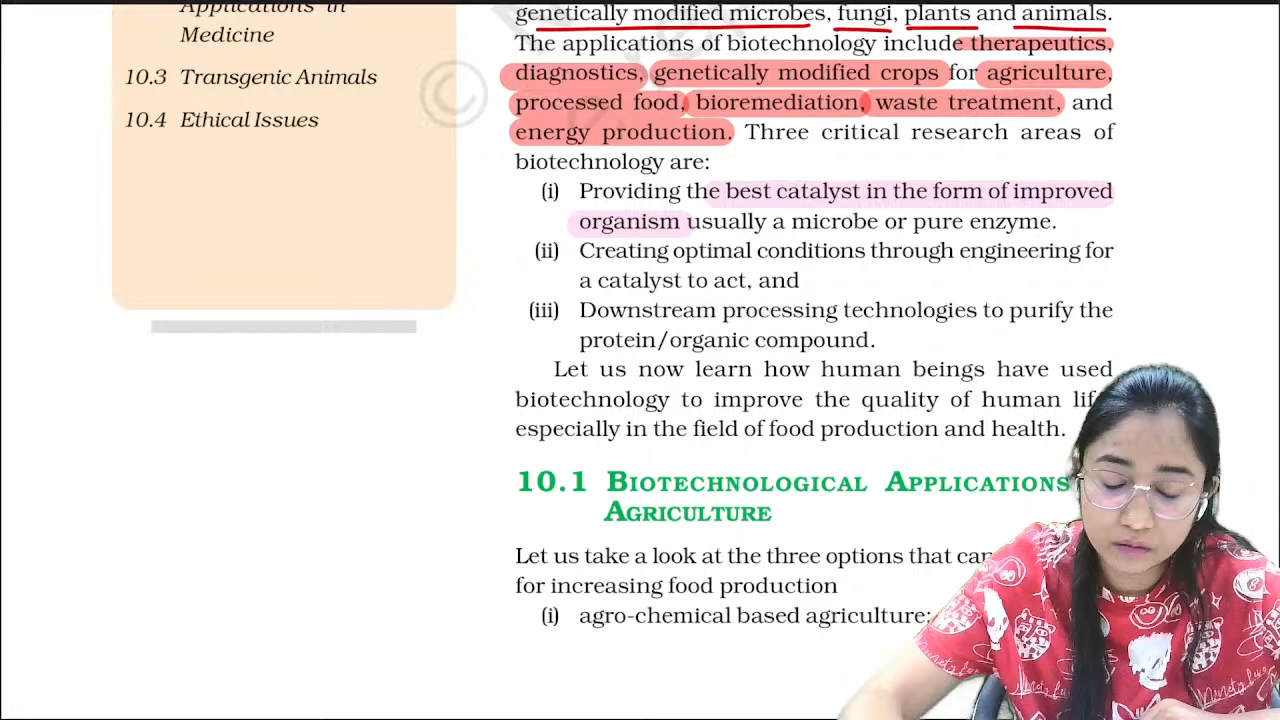 Applications in
Medicine
10.3 Transgenic Animals
10.4 Ethical Issues
genetically modified microbes, fungi, plants and animals.
The applications of biotechnology include therapeutics,
diagnostics, genetically modified crops for agriculture,
processed food, bioremediation, waste treatment, and
energy production. Three critical research areas of
biotechnology are:
(i) Providing the best catalyst in the form of improved
organism usually a microbe or pure enzyme.
(ii) Creating optimal conditions through engineering for
a catalyst to act, and
(iii) Downstream processing technologies to purify the
protein/organic compound.
Let us now learn how human beings have used
biotechnology to improve the quality of human
especially in the field of food production and health.
10.1 BIOTECHNOLOGICAL APPLICATIONS
AGRICULTURE
Let us take a look at the three options that can
for increasing food production
(i) agro-chemical based agriculture;